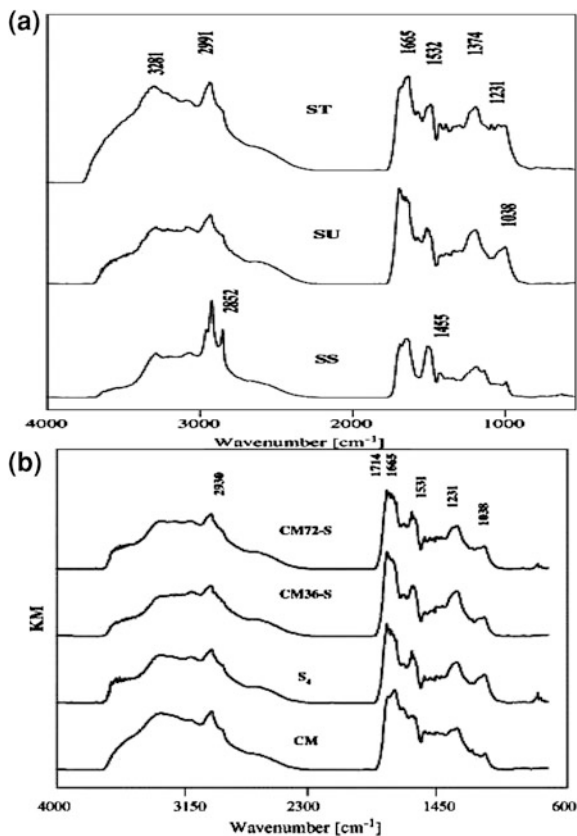 (a)
3281
2991
1665
1532
1374
1231
ST
SU
1038
2852
SS
1455
4000 3000 2000 1000
Wavenumber [cm-1]
(b)
2930
1714
1665
1531
1231
1038
CM72-S
KM
CM36-S
S4
CM
4000 3150 2300 1450 600
Wavenumber [cm-1]